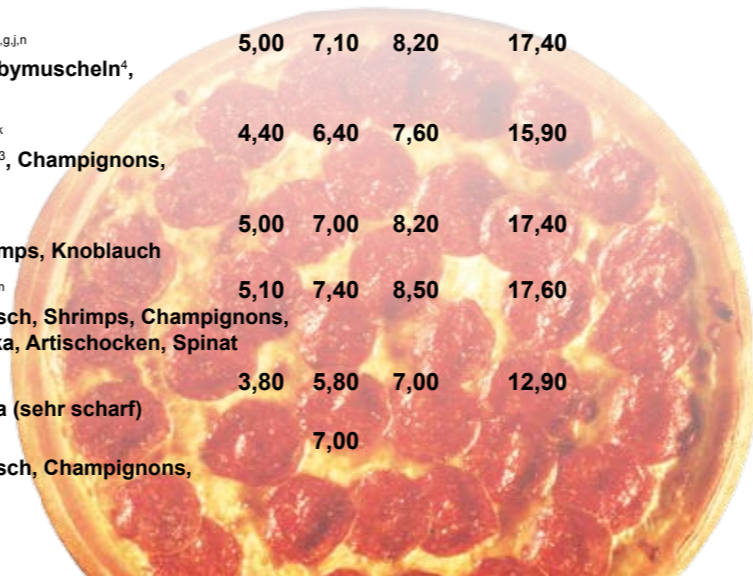 ,g,j,n 5,00 7,10 8,20 17,40
bymuscheln⁴,
k 4,40 6,40 7,60 15,90
³, Champignons,
5,00 7,00 8,20 17,40
mps, Knoblauch
n 5,10 7,40 8,50 17,60
sch, Shrimps, Champignons,
ka, Artischocken, Spinat
3,80 5,80 7,00 12,90
a (sehr scharf)
7,00
sch, Champignons,